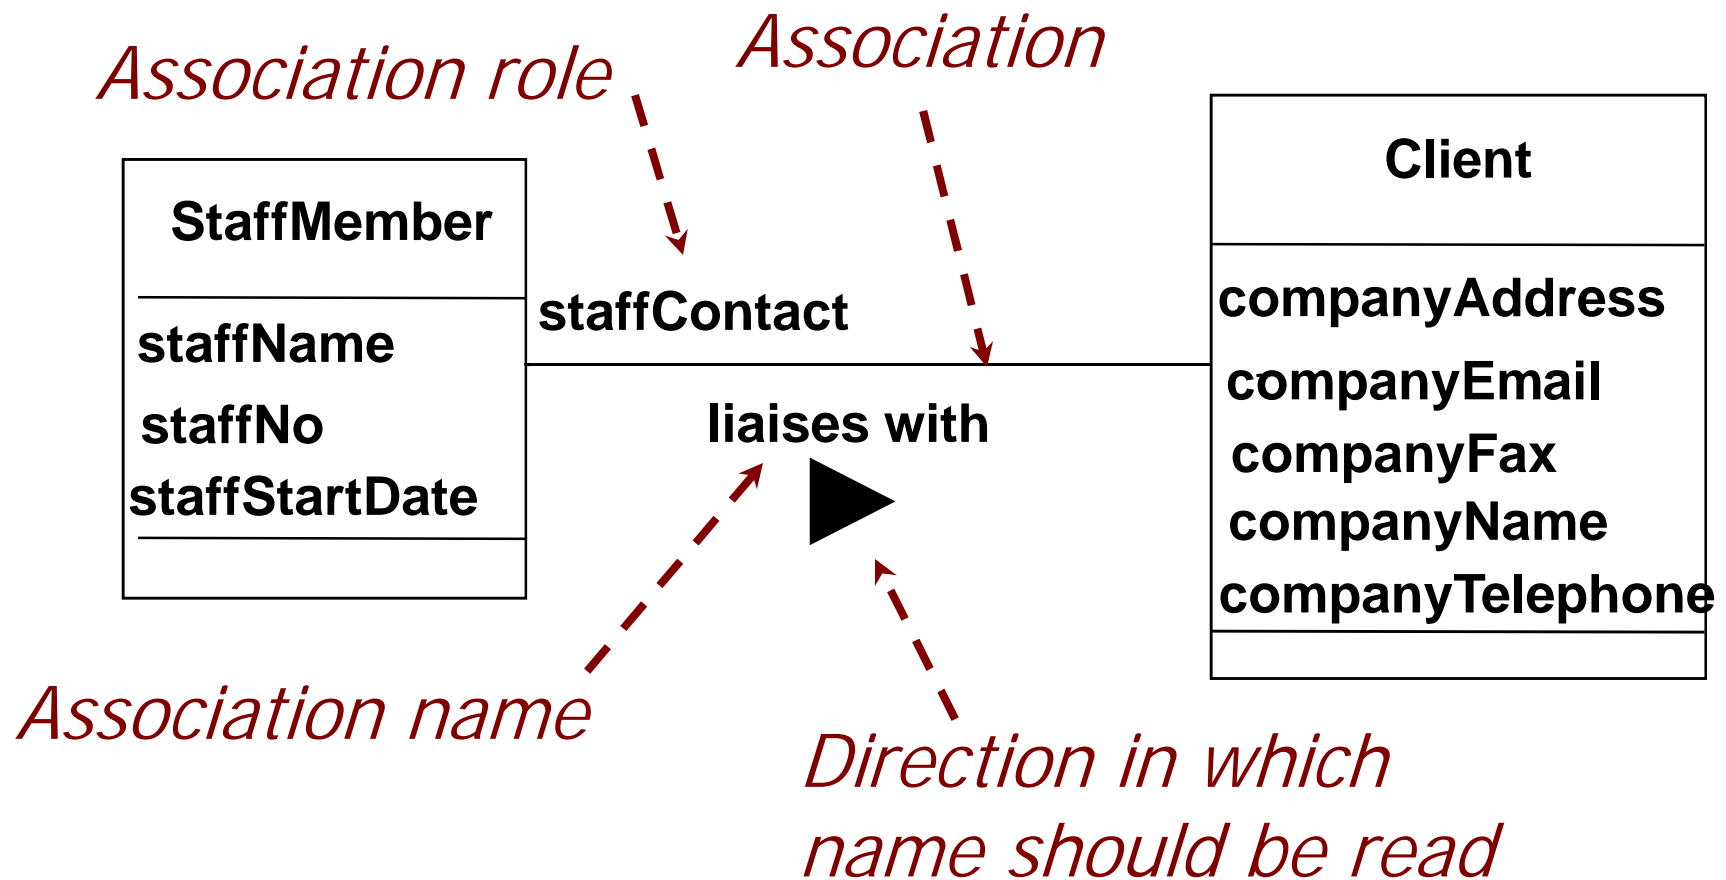 Association role
Association
StaffMember
staffName
staffNo
staffStartDate
staffContact
liaises with
Client
companyAddress
companyEmail
companyFax
companyName
companyTelephone
Association name
Direction in which
name should be read